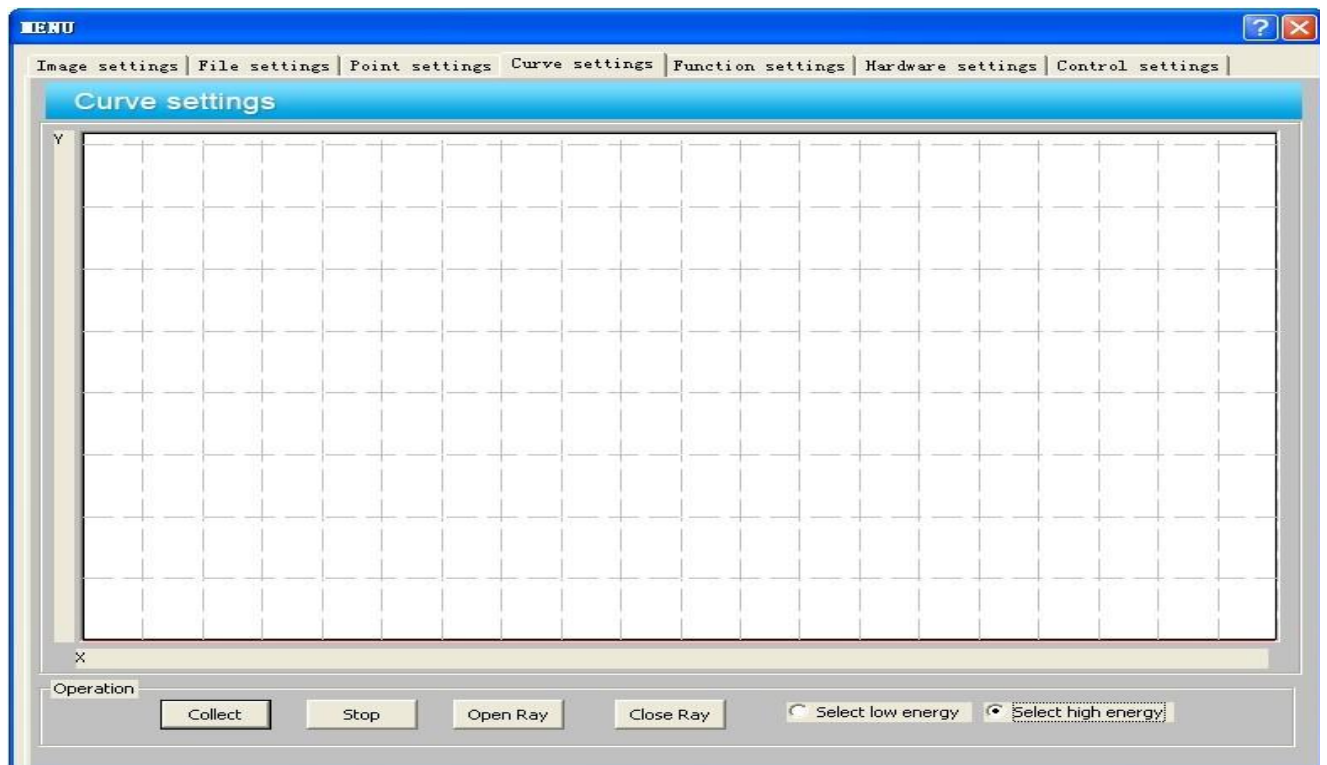 MENU
Image settings File settings Point settings Curve settings Function settings Hardware settings Control settings
Curve settings
Y
X
Operation
Collect Stop Open Ray Close Ray Select low energy Select high energy